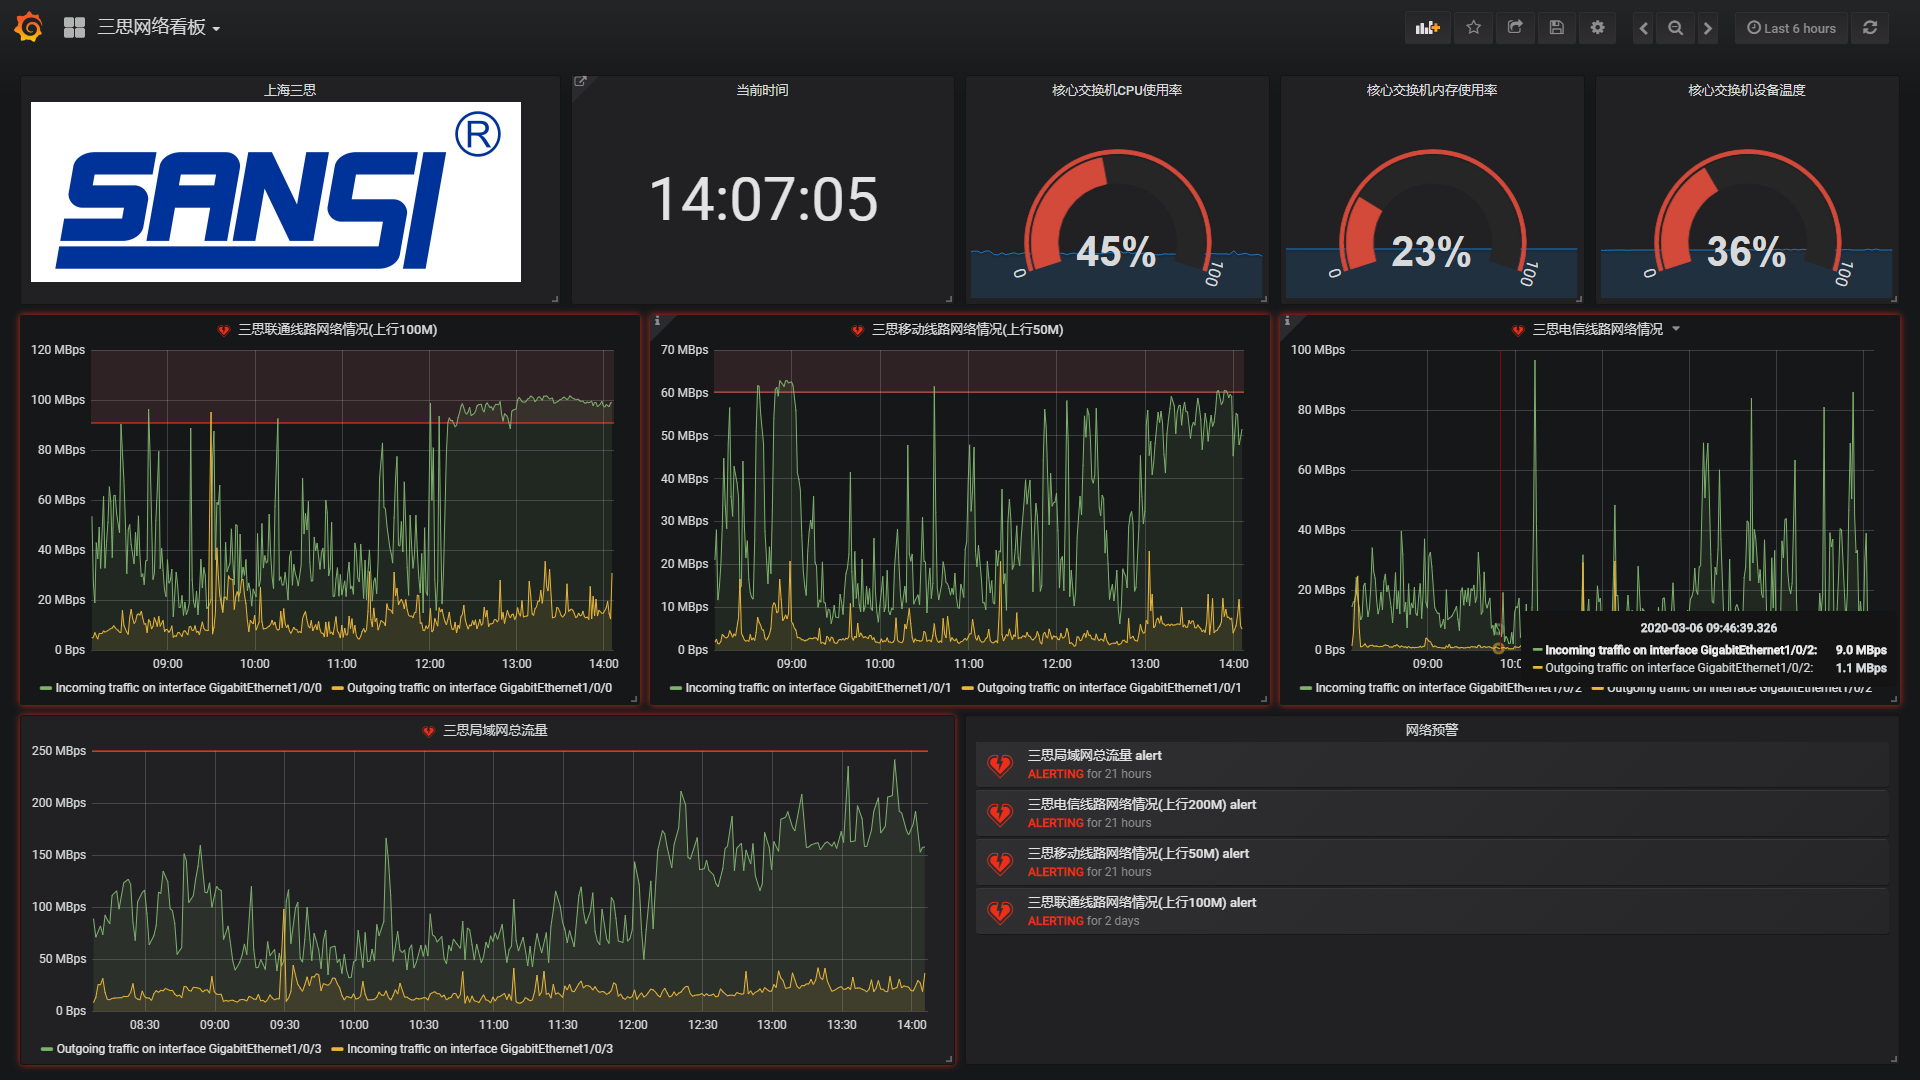 三思网络看板
Last 6 hours
上海三思
SANSI®
当前时间
14:07:05
核心交换机CPU使用率
45%
0
100
核心交换机内存使用率
23%
0
100
核心交换机设备温度
36%
0
100
三思联通线路网络情况(上行100M)
120 MBps
100 MBps
80 MBps
60 MBps
40 MBps
20 MBps
0 Bps
09:00 10:00 11:00 12:00 13:00 14:00
Incoming traffic on interface GigabitEthernet1/0/0 Outgoing traffic on interface GigabitEthernet1/0/0
三思移动线路网络情况(上行50M)
70 MBps
60 MBps
50 MBps
40 MBps
30 MBps
20 MBps
10 MBps
0 Bps
09:00 10:00 11:00 12:00 13:00 14:00
Incoming traffic on interface GigabitEthernet1/0/1 Outgoing traffic on interface GigabitEthernet1/0/1
三思电信线路网络情况
100 MBps
80 MBps
60 MBps
40 MBps
20 MBps
0 Bps
09:00 10:0
2020-03-06 09:46:39.326
Incoming traffic on interface GigabitEthernet1/0/2: 9.0 MBps
Outgoing traffic on interface GigabitEthernet1/0/2: 1.1 MBps
Incoming traffic on interface GigabitEthernet1/0/2 Outgoing traffic on interface GigabitEthernet1/0/2
三思局域网总流量
250 MBps
200 MBps
150 MBps
100 MBps
50 MBps
0 Bps
08:30 09:00 09:30 10:00 10:30 11:00 11:30 12:00 12:30 13:00 13:30 14:00
Outgoing traffic on interface GigabitEthernet1/0/3 Incoming traffic on interface GigabitEthernet1/0/3
网络预警
三思局域网总流量 alert
ALERTING for 21 hours
三思电信线路网络情况(上行200M) alert
ALERTING for 21 hours
三思移动线路网络情况(上行50M) alert
ALERTING for 21 hours
三思联通线路网络情况(上行100M) alert
ALERTING for 2 days